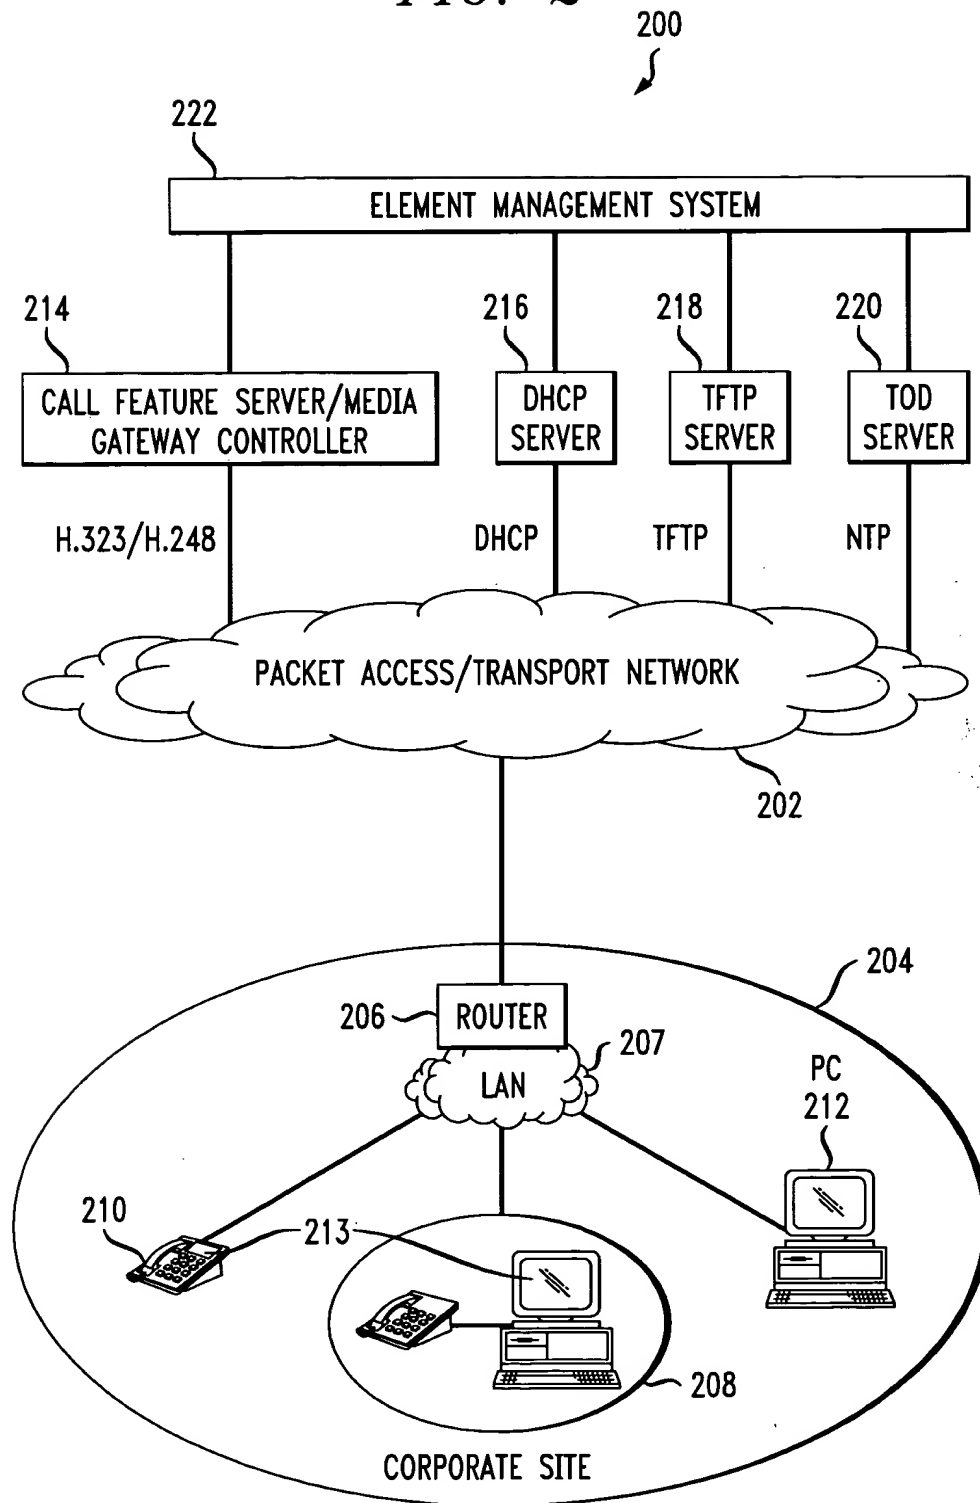 FIG. 2
200
222
ELEMENT MANAGEMENT SYSTEM
214
216
218
220
CALL FEATURE SERVER/MEDIA
GATEWAY CONTROLLER
DHCP
SERVER
TFTP
SERVER
TOD
SERVER
H.323/H.248
DHCP
TFTP
NTP
PACKET ACCESS/TRANSPORT NETWORK
202
204
206
ROUTER
207
LAN
PC
212
210
213
208
CORPORATE SITE